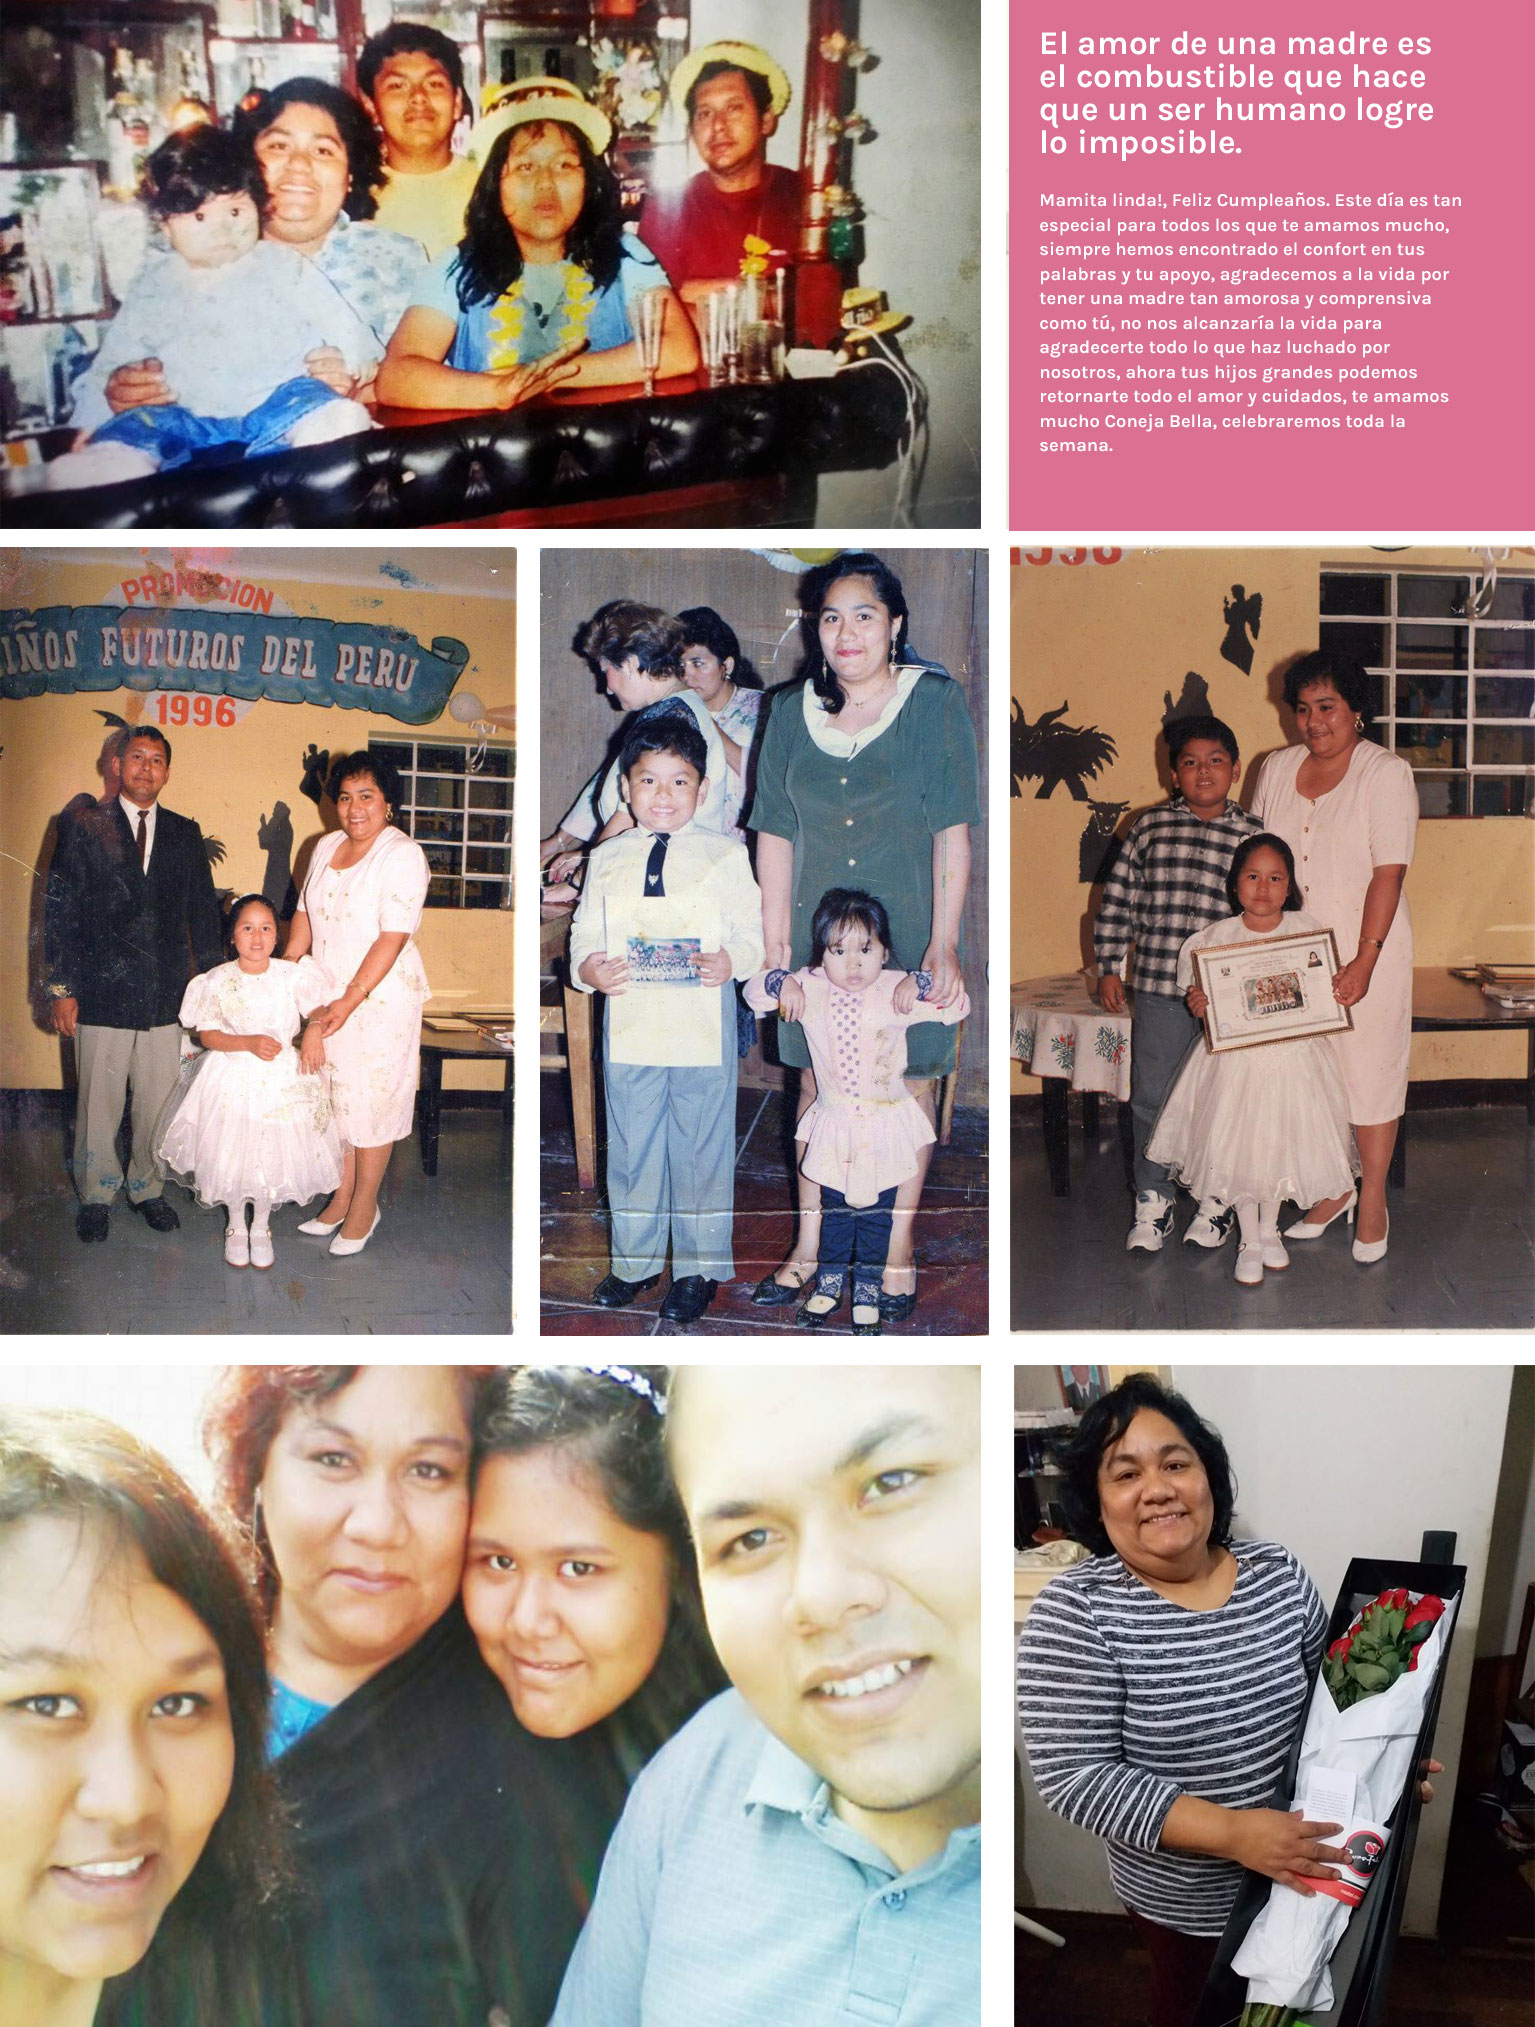 El amor de una madre es
el combustible que hace
que un ser humano logre
lo imposible.
Mamita linda!, Feliz Cumpleaños. Este día es tan
especial para todos los que te amamos mucho,
siempre hemos encontrado el confort en tus
palabras y tu apoyo, agradecemos a la vida por
tener una madre tan amorosa y comprensiva
como tú, no nos alcanzaría la vida para
agradecerte todo lo que haz luchado por
nosotros, ahora tus hijos grandes podemos
retornarte todo el amor y cuidados, te amamos
mucho Coneja Bella, celebraremos toda la
semana.
PROMOCION
IÑOS FUTUROS DEL PERU
1996
1996